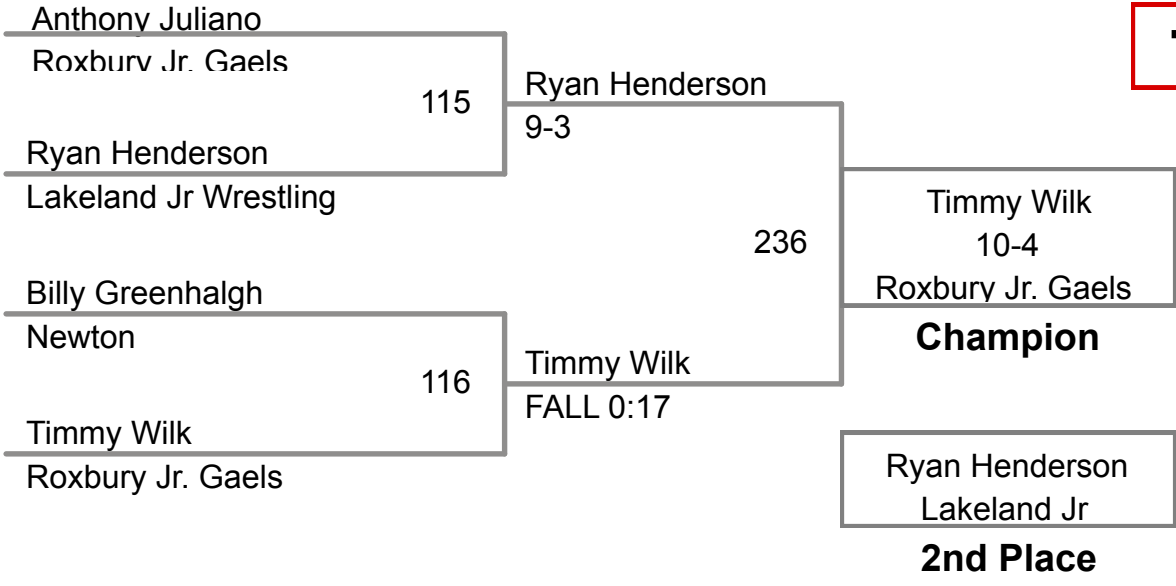 Anthony Juliano
Roxbury Jr. Gaels
115
Ryan Henderson
9-3
Ryan Henderson
Lakeland Jr Wrestling
236
Timmy Wilk
10-4
Roxbury Jr. Gaels
Champion
Billy Greenhalgh
Newton
116
Timmy Wilk
FALL 0:17
Timmy Wilk
Roxbury Jr. Gaels
Ryan Henderson
Lakeland Jr
2nd Place